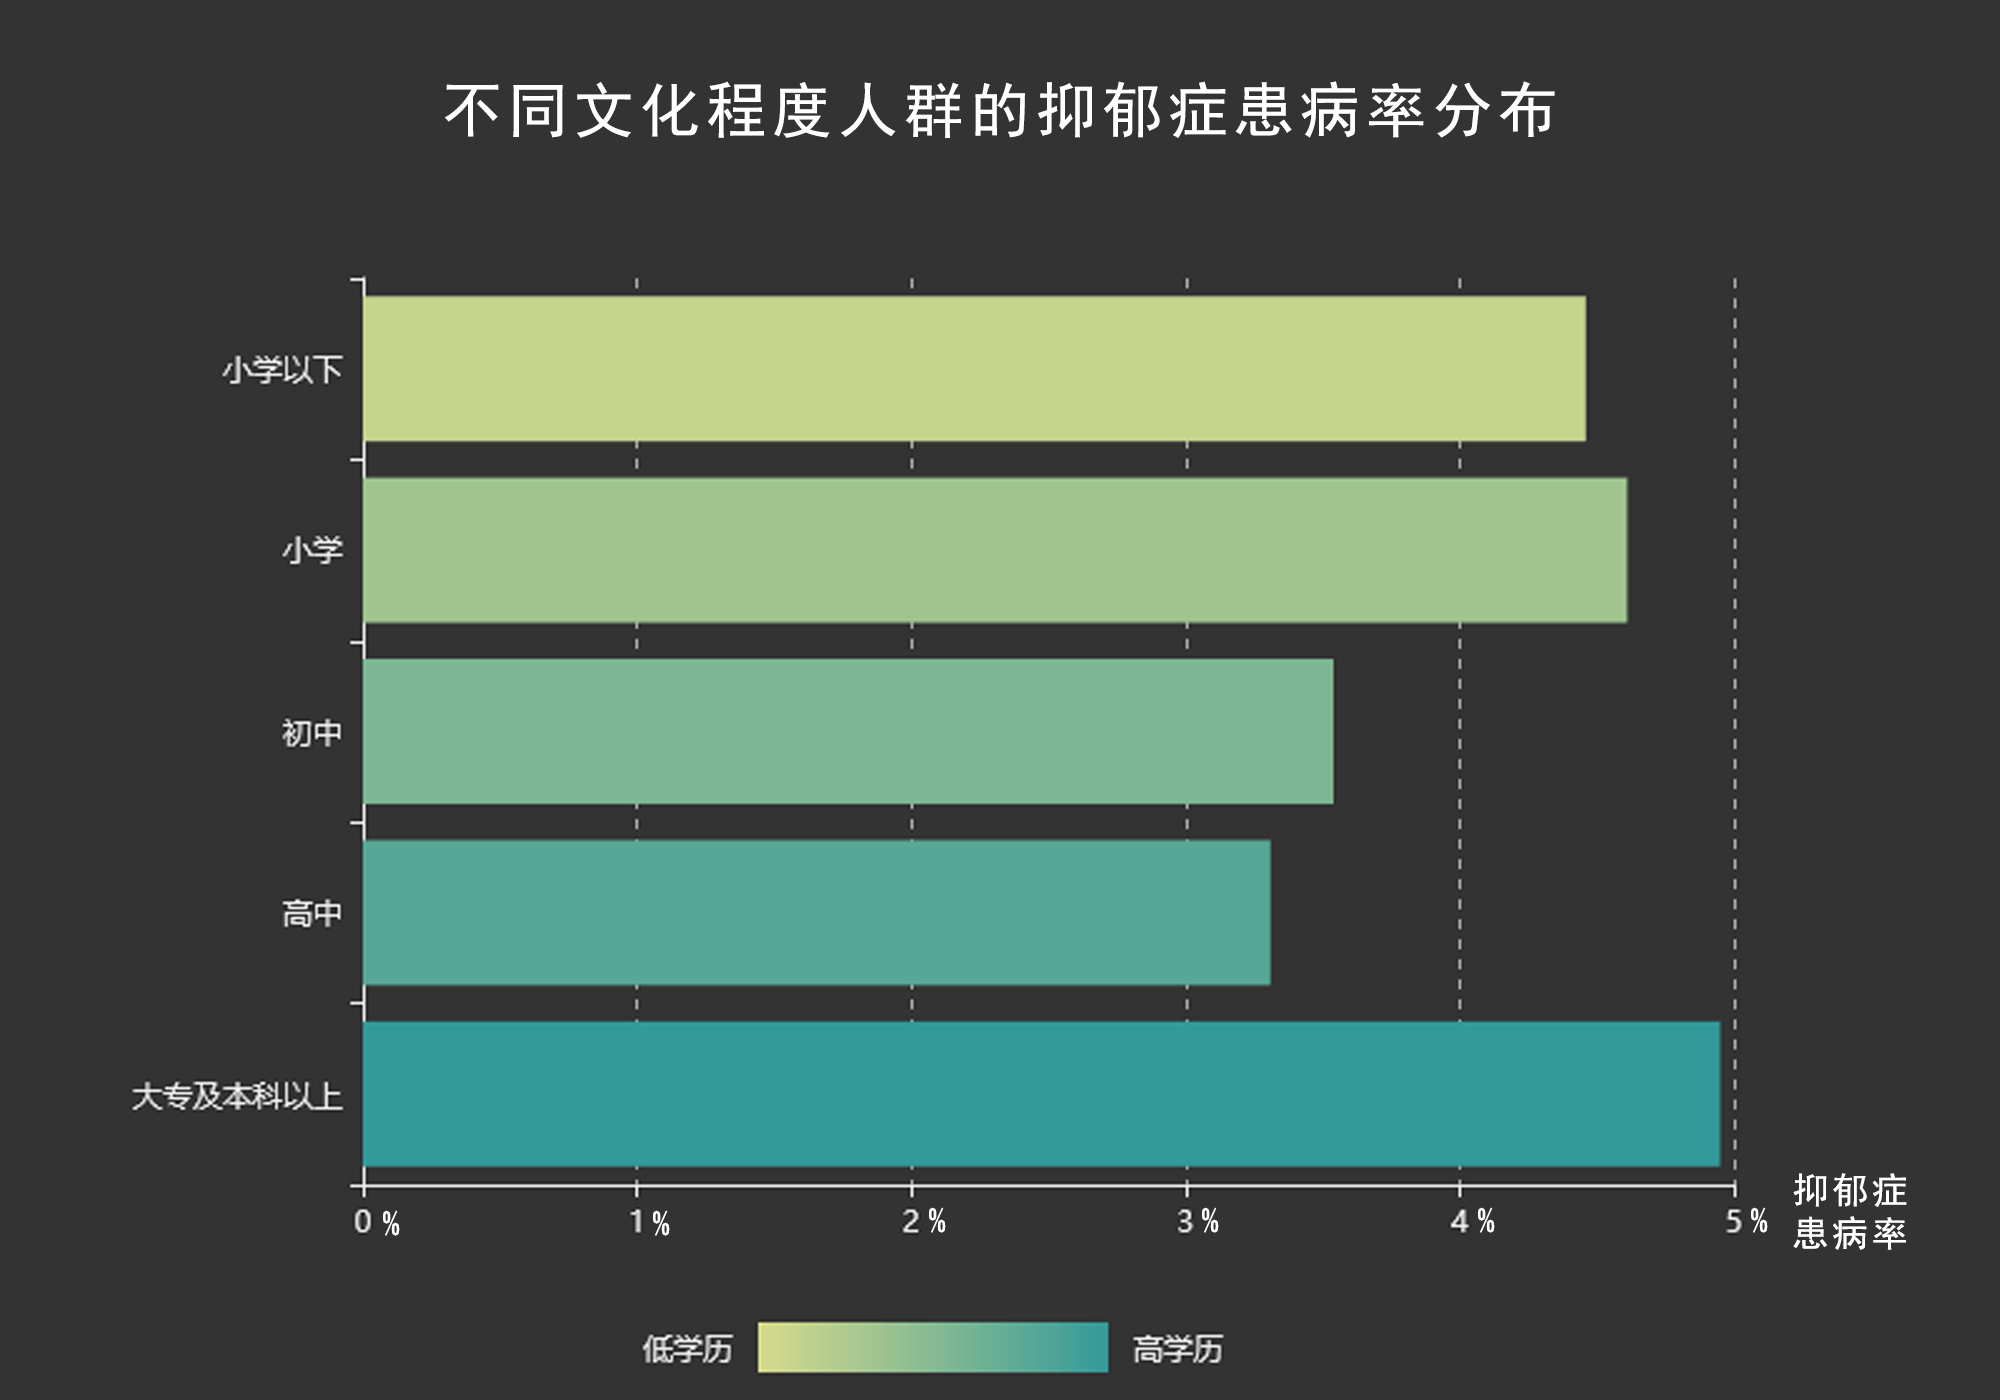 不同文化程度人群的抑郁症患病率分布
小学以下
小学
初中
高中
大专及本科以上
0 % 1 % 2 % 3 % 4 % 5 %
抑郁症
患病率
低学历 高学历